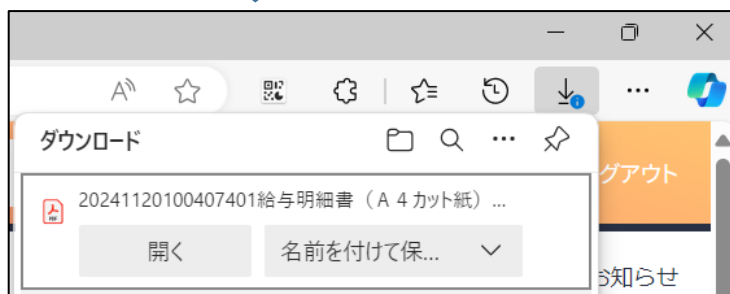 ダウンロード
グアウト
20241120100407401給与明細書（A 4 カット紙）...
開く
名前を付けて保...
お知らせ